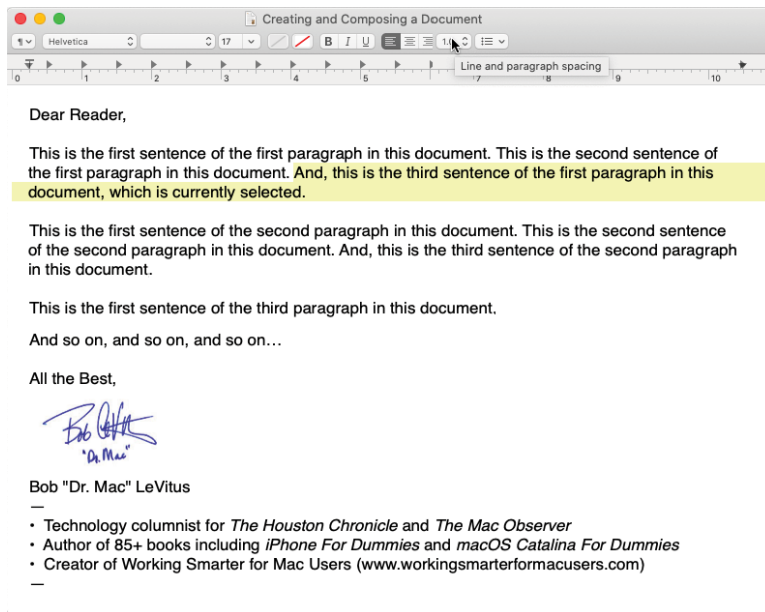 Creating and Composing a Document
¶ Helvetica 17 B I U 1.0
Line and paragraph spacing
0 1 2 3 4 5 7 8 9 10
Dear Reader,
This is the first sentence of the first paragraph in this document. This is the second sentence of
the first paragraph in this document. And, this is the third sentence of the first paragraph in this
document, which is currently selected.
This is the first sentence of the second paragraph in this document. This is the second sentence
of the second paragraph in this document. And, this is the third sentence of the second paragraph
in this document.
This is the first sentence of the third paragraph in this document.
And so on, and so on, and so on…
All the Best,
Bob LeVitus
"Dr. Mac"
Bob "Dr. Mac" LeVitus
—
• Technology columnist for The Houston Chronicle and The Mac Observer
• Author of 85+ books including iPhone For Dummies and macOS Catalina For Dummies
• Creator of Working Smarter for Mac Users (www.workingsmarterformacusers.com)
—